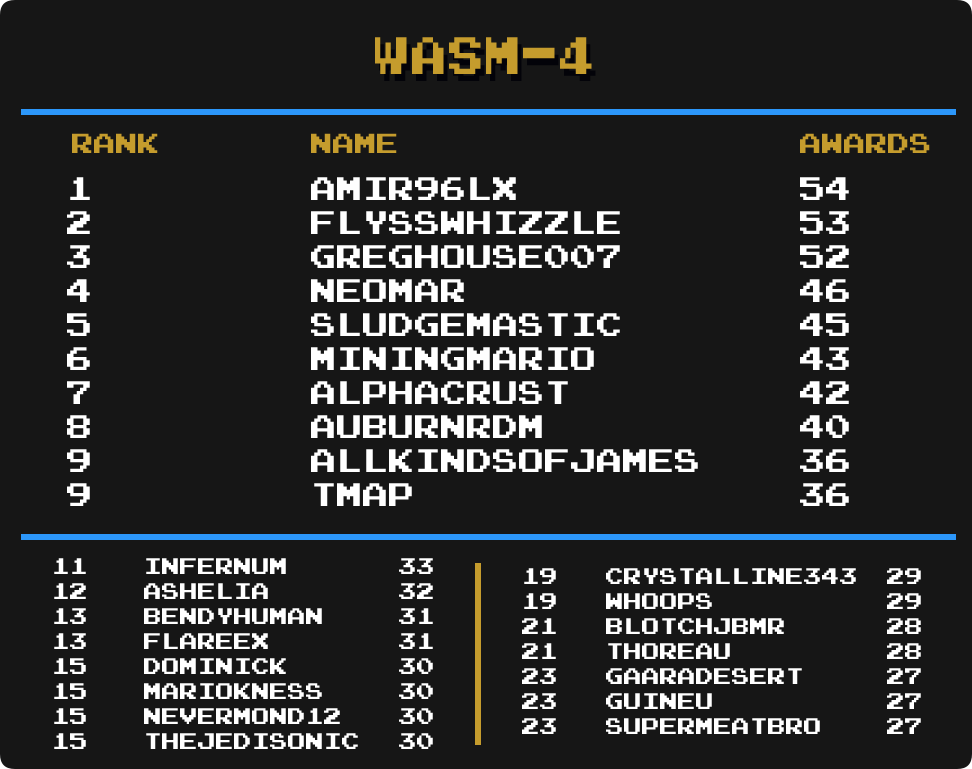 WASM-4
RANK NAME AWARDS
1 AMIR96LX 54
2 FLYSSWHIZZLE 53
3 GREGHOUSE007 52
4 NEOMAR 46
5 SLUDGEMASTIC 45
6 MININGMARIO 43
7 ALPHACRUST 42
8 AUBURNRDM 40
9 ALLKINDSOFJAMES 36
9 TMAP 36
11 INFERNUM 33
12 ASHELIA 32
13 BENDYHUMAN 31
13 FLAREEX 31
15 DOMINICK 30
15 MARIOKNESS 30
15 NEVERMOND12 30
15 THEJEDISONIC 30
19 CRYSTALLINE343 29
19 WHOOPS 29
21 BLOTCHJBMR 28
21 THOREAU 28
23 GAARADESERT 27
23 GUINEU 27
23 SUPERMEATBRO 27